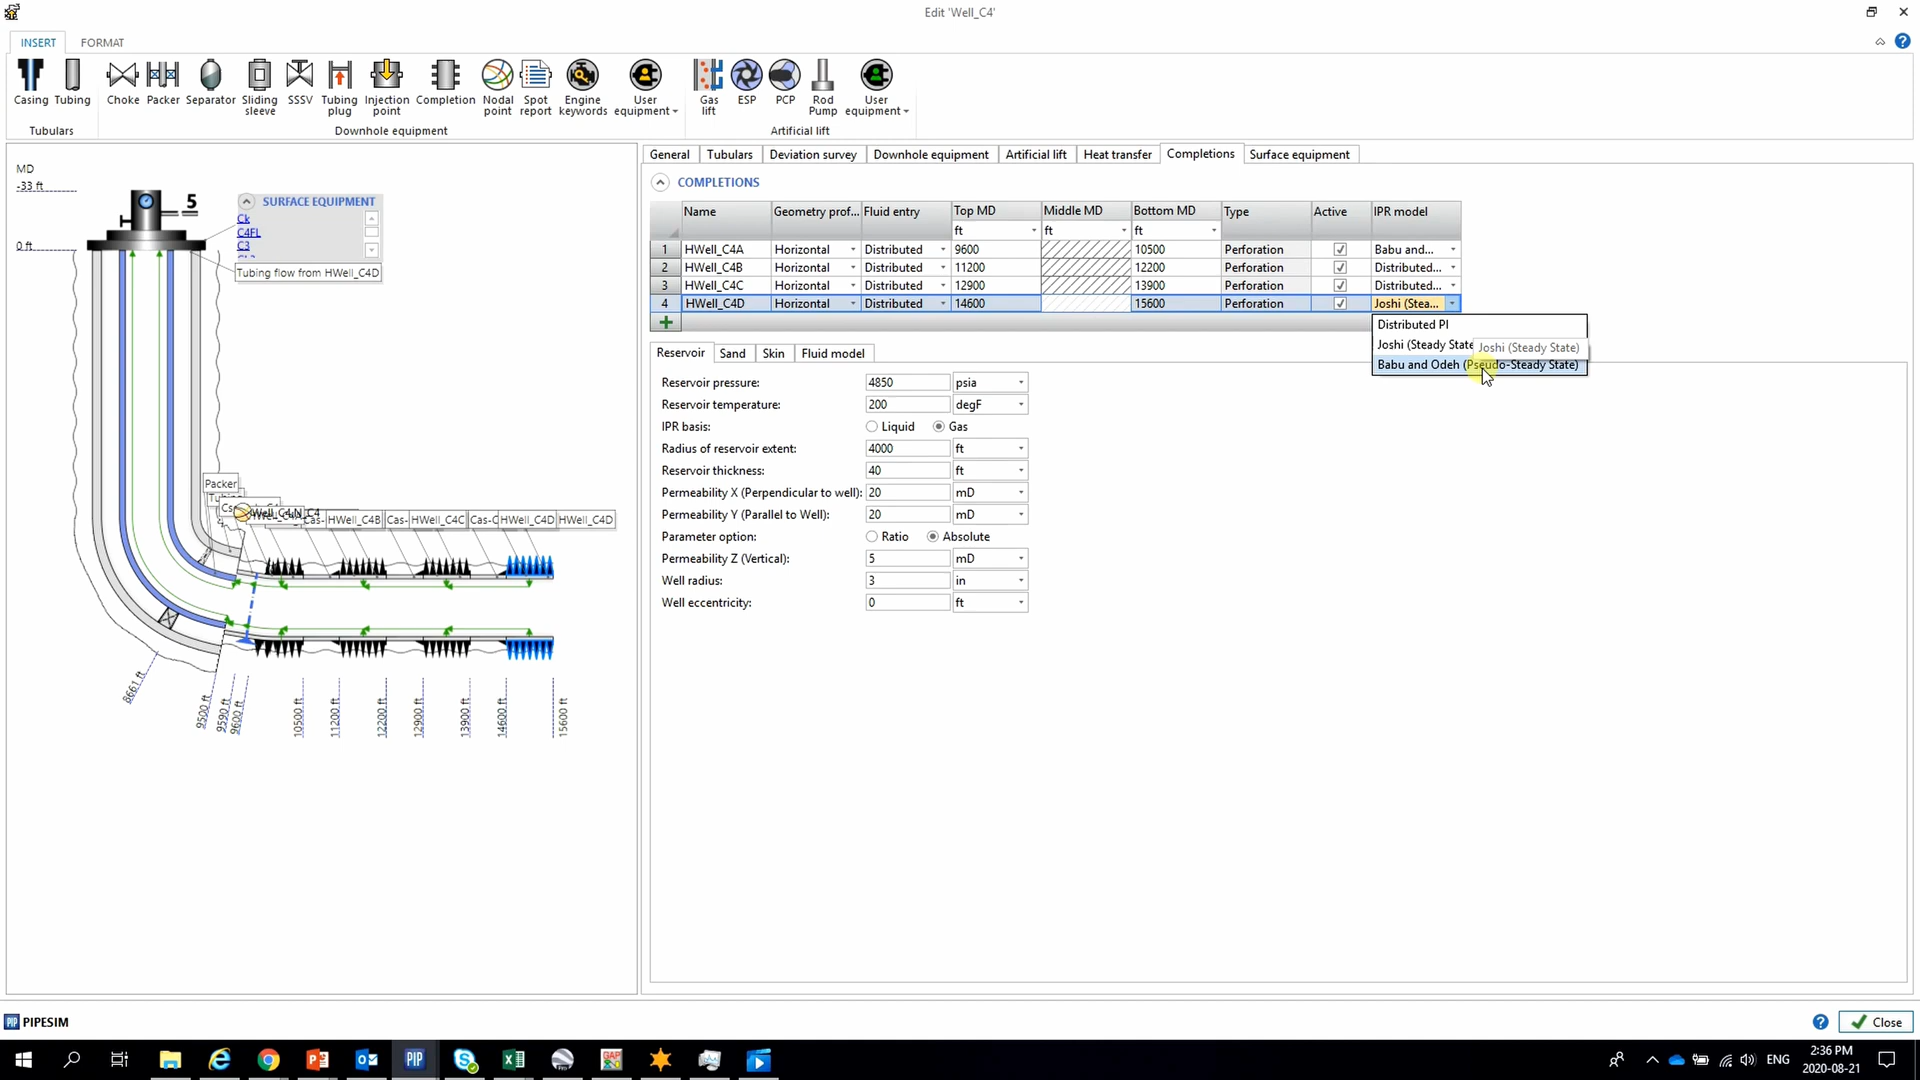 Edit 'Well_C4'
INSERT FORMAT
Casing Tubing Choke Packer Separator Sliding sleeve SSSV Tubing plug Injection point Completion Nodal point Spot report Engine keywords User equipment Gas lift ESP PCP Rod Pump User equipment
Tubulars Downhole equipment Artificial lift
MD
-33 ft
5
SURFACE EQUIPMENT
Ck
C4FL
C3
0 ft
Tubing flow from HWell_C4D
Packer
HWell_C4B Cas- HWell_C4C Cas-C HWell_C4D HWell_C4D
8661 ft
9500 ft
9590 ft
9600 ft
10500 ft
11200 ft
12200 ft
12900 ft
13900 ft
14600 ft
15600 ft
General Tubulars Deviation survey Downhole equipment Artificial lift Heat transfer Completions Surface equipment
COMPLETIONS
Name Geometry prof... Fluid entry Top MD Middle MD Bottom MD Type Active IPR model
ft ft ft
1 HWell_C4A Horizontal Distributed 9600 10500 Perforation Babu and...
2 HWell_C4B Horizontal Distributed 11200 12200 Perforation Distributed...
3 HWell_C4C Horizontal Distributed 12900 13900 Perforation Distributed...
4 HWell_C4D Horizontal Distributed 14600 15600 Perforation Joshi (Stea...
Distributed PI
Joshi (Steady State
Joshi (Steady State)
Babu and Odeh (Pseudo-Steady State)
Reservoir Sand Skin Fluid model
Reservoir pressure: 4850 psia
Reservoir temperature: 200 degF
IPR basis: Liquid Gas
Radius of reservoir extent: 4000 ft
Reservoir thickness: 40 ft
Permeability X (Perpendicular to well): 20 mD
Permeability Y (Parallel to Well): 20 mD
Parameter option: Ratio Absolute
Permeability Z (Vertical): 5 mD
Well radius: 3 in
Well eccentricity: 0 ft
PIP PIPESIM
Close
PIP
GAP
ENG
2:36 PM
2020-08-21